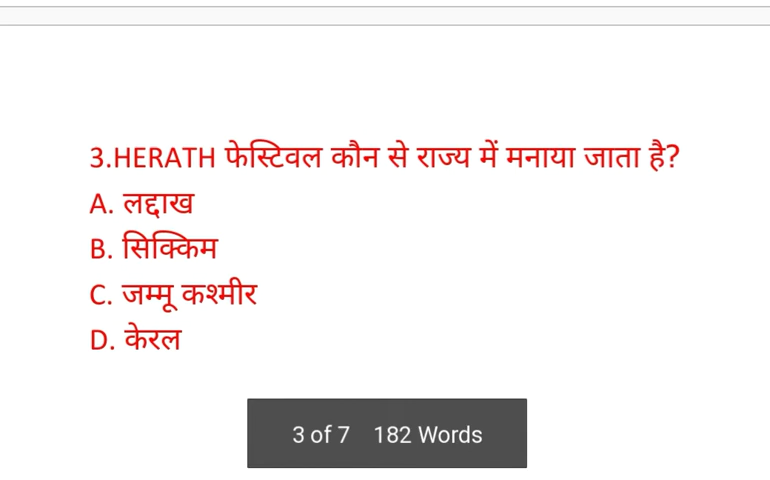 3.HERATH फेस्टिवल कौन से राज्य में मनाया जाता है?
A. लद्दाख
B. सिक्किम
C. जम्मू कश्मीर
D. केरल
3 of 7 182 Words